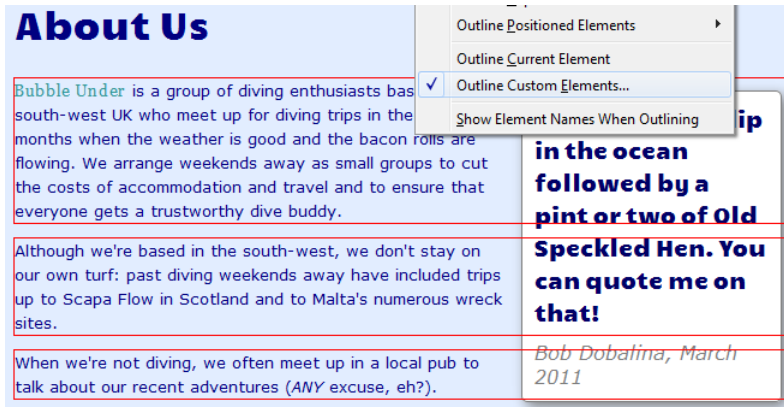 About Us
Outline Positioned Elements
Outline Current Element
Outline Custom Elements...
Show Element Names When Outlining
Bubble Under is a group of diving enthusiasts
south-west UK who meet up for diving trips in the
months when the weather is good and the bacon rolls are
flowing. We arrange weekends away as small groups to cut
the costs of accommodation and travel and to ensure that
everyone gets a trustworthy dive buddy.
Although we're based in the south-west, we don't stay on
our own turf: past diving weekends away have included trips
up to Scapa Flow in Scotland and to Malta's numerous wreck
sites.
When we're not diving, we often meet up in a local pub to
talk about our recent adventures (ANY excuse, eh?).
in the ocean
followed by a
pint or two of Old
Speckled Hen. You
can quote me on
that!
Bob Dobalina, March
2011